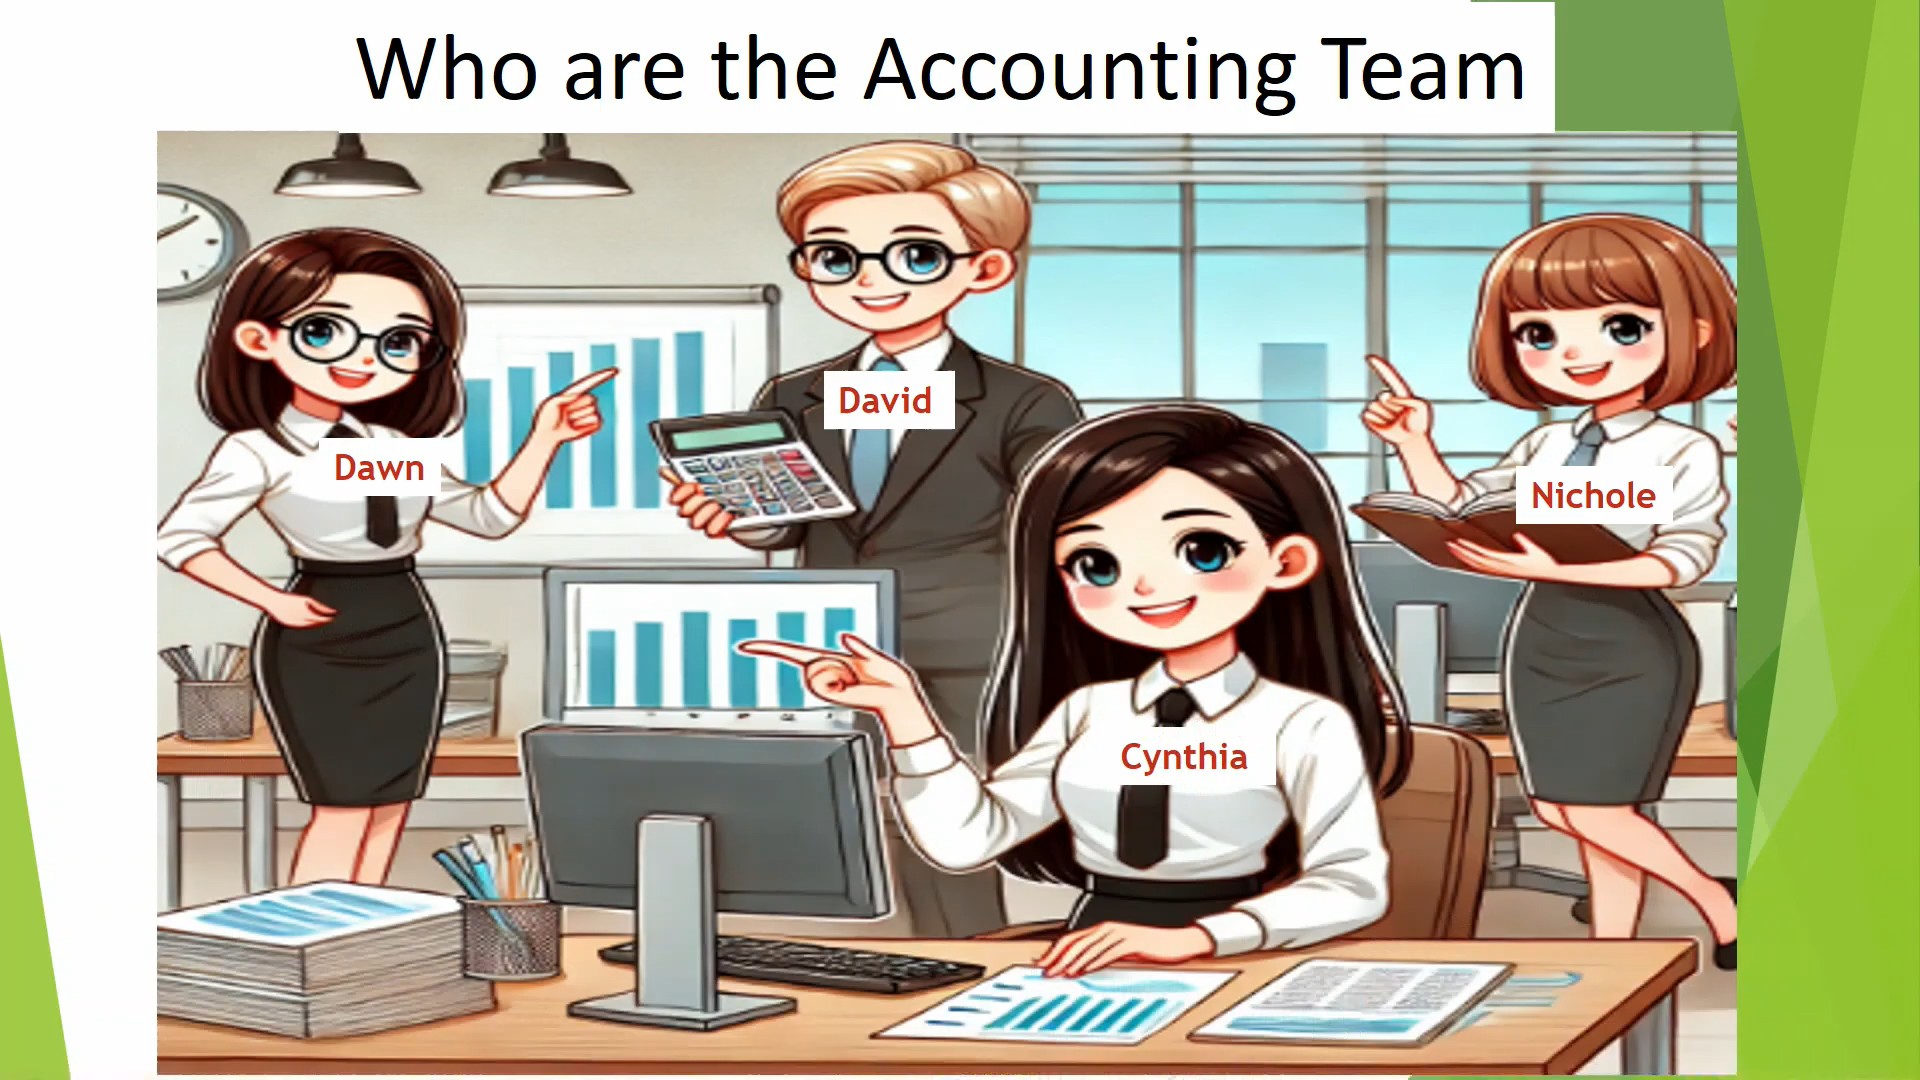 Who are the Accounting Team
David
Dawn
Nichole
Cynthia